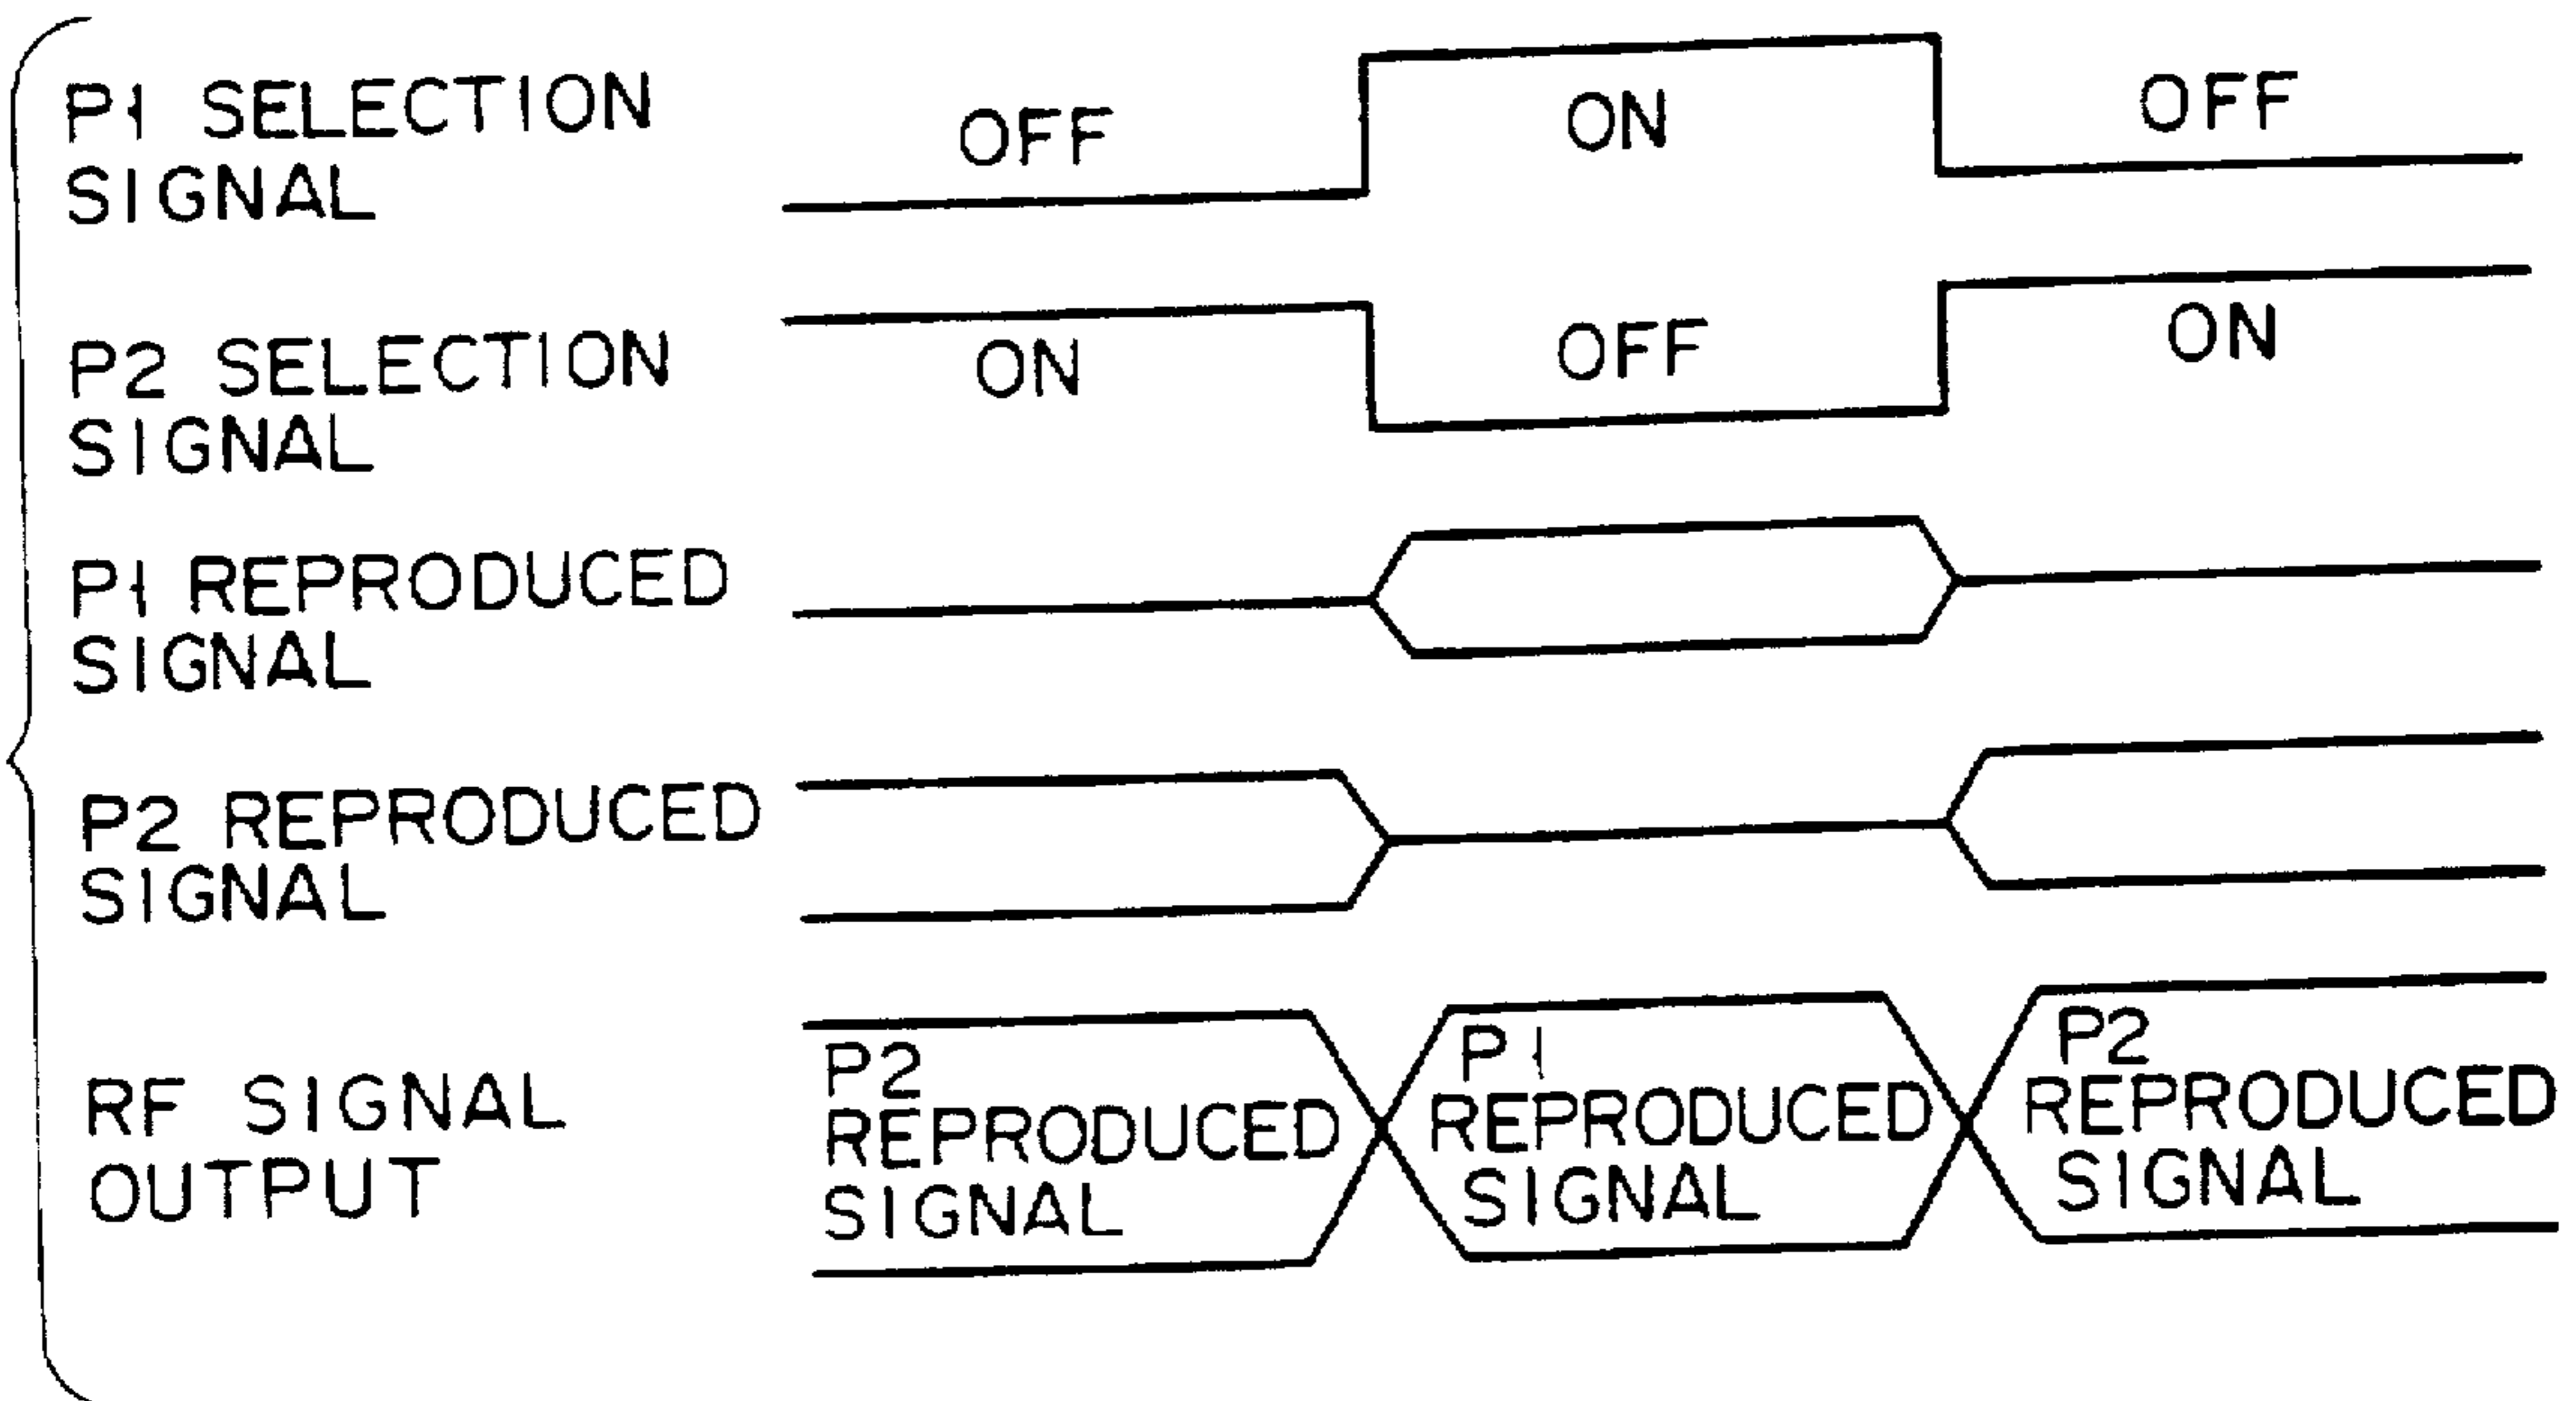 P1 SELECTION
SIGNAL
OFF
ON
OFF
P2 SELECTION
SIGNAL
ON
OFF
ON
P1 REPRODUCED
SIGNAL
P2 REPRODUCED
SIGNAL
RF SIGNAL
OUTPUT
P2
REPRODUCED
SIGNAL
P1
REPRODUCED
SIGNAL
P2
REPRODUCED
SIGNAL